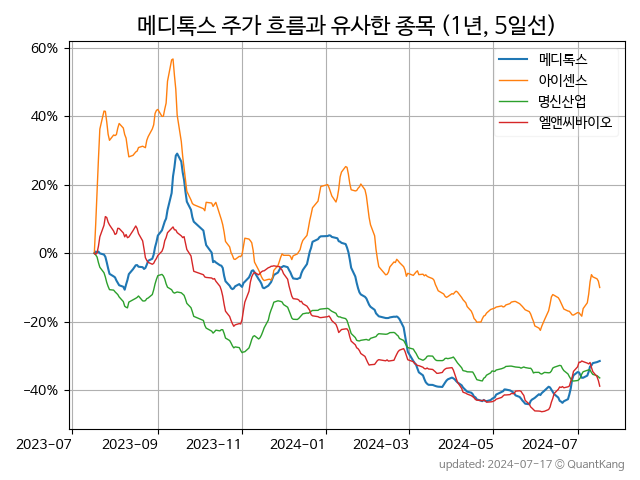 메디톡스 주가 흐름과 유사한 종목 (1년, 5일선)
60%
40%
20%
0%
−20%
−40%
메디톡스
아이센스
명신산업
엘앤씨바이오
2023-07 2023-09 2023-11 2024-01 2024-03 2024-05 2024-07
updated: 2024-07-17 © QuantKang